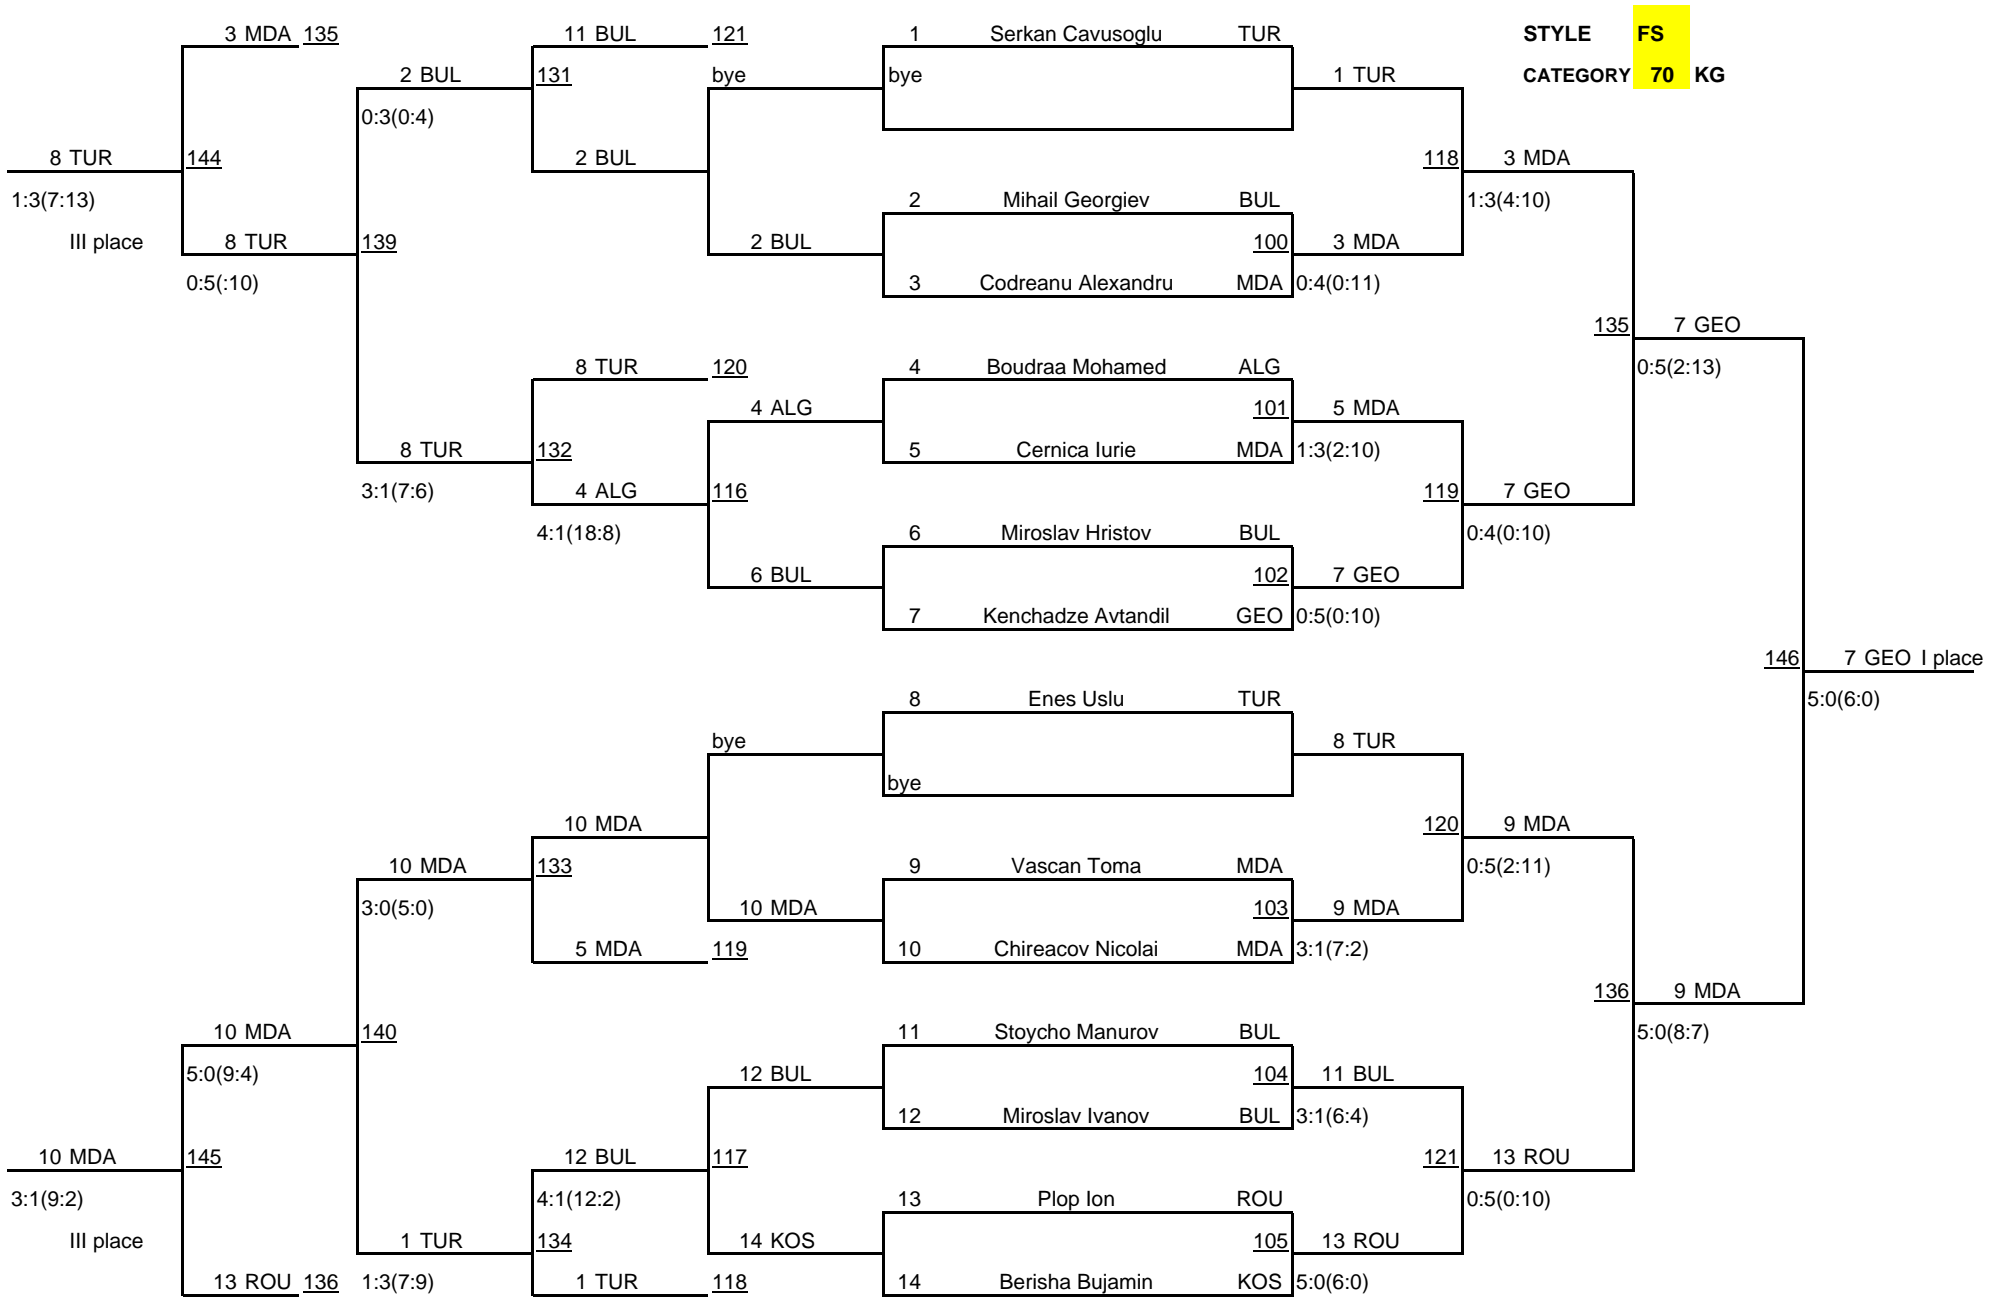 3 MDA 135 11 BUL 121 1 Serkan Cavusoglu TUR STYLE FS
2 BUL 131 bye bye 1 TUR CATEGORY 70 KG
0:3(0:4)
8 TUR 144 2 BUL 118 3 MDA
1:3(7:13) 2 Mihail Georgiev BUL 1:3(4:10)
III place 8 TUR 139 2 BUL 100 3 MDA
0:5(:10) 3 Codreanu Alexandru MDA 0:4(0:11)
135 7 GEO
8 TUR 120 4 Boudraa Mohamed ALG 0:5(2:13)
4 ALG 101 5 MDA
8 TUR 132 5 Cernica Iurie MDA 1:3(2:10)
3:1(7:6) 4 ALG 116 119 7 GEO
4:1(18:8) 6 Miroslav Hristov BUL 0:4(0:10)
6 BUL 102 7 GEO
7 Kenchadze Avtandil GEO 0:5(0:10)
146 7 GEO I place
8 Enes Uslu TUR 5:0(6:0)
bye 8 TUR
bye
10 MDA 120 9 MDA
10 MDA 133 9 Vascan Toma MDA 0:5(2:11)
3:0(5:0) 10 MDA 103 9 MDA
5 MDA 119 10 Chireacov Nicolai MDA 3:1(7:2)
136 9 MDA
10 MDA 140 11 Stoycho Manurov BUL 5:0(8:7)
5:0(9:4) 12 BUL 104 11 BUL
12 Miroslav Ivanov BUL 3:1(6:4)
10 MDA 145 12 BUL 117 121 13 ROU
3:1(9:2) 4:1(12:2) 13 Plop Ion ROU 0:5(0:10)
III place 1 TUR 134 14 KOS 105 13 ROU
13 ROU 136 1:3(7:9) 1 TUR 118 14 Berisha Bujamin KOS 5:0(6:0)